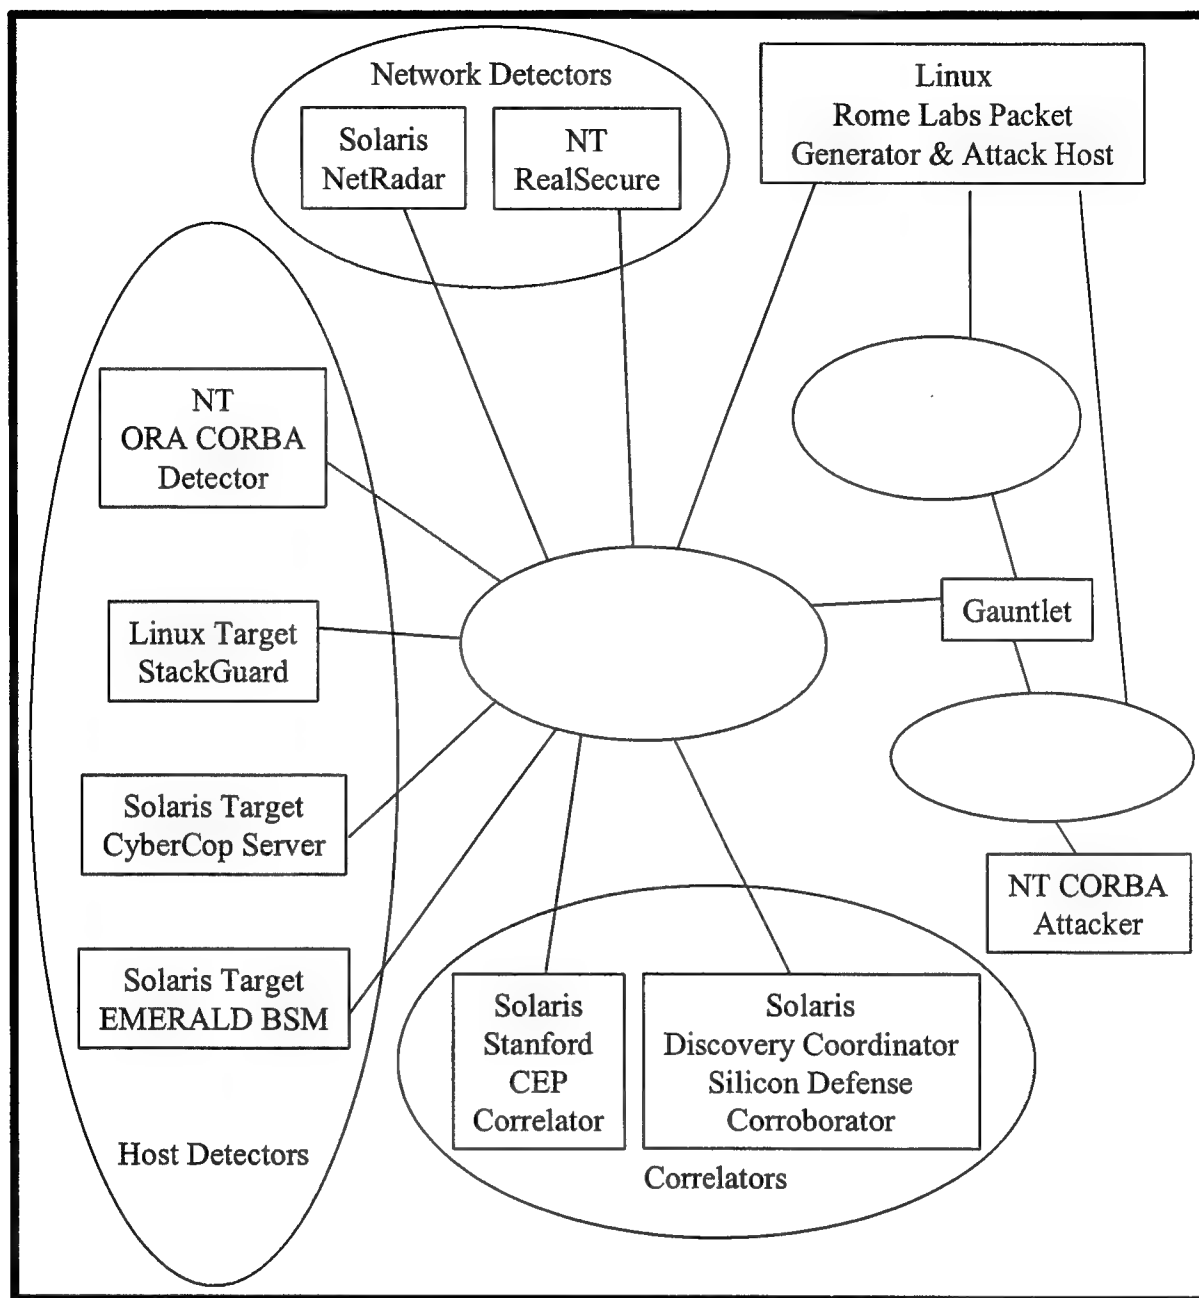 Network Detectors
Solaris
NetRadar
NT
RealSecure
Linux
Rome Labs Packet
Generator & Attack Host
NT
ORA CORBA
Detector
Linux Target
StackGuard
Solaris Target
CyberCop Server
Solaris Target
EMERALD BSM
Host Detectors
Gauntlet
NT CORBA
Attacker
Solaris
Stanford
CEP
Correlator
Solaris
Discovery Coordinator
Silicon Defense
Corroborator
Correlators